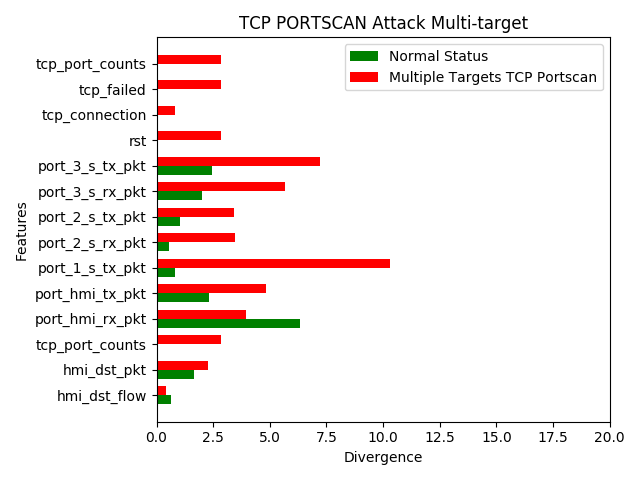 TCP PORTSCAN Attack Multi-target
Normal Status
Multiple Targets TCP Portscan
Features
tcp_port_counts
tcp_failed
tcp_connection
rst
port_3_s_tx_pkt
port_3_s_rx_pkt
port_2_s_tx_pkt
port_2_s_rx_pkt
port_1_s_tx_pkt
port_hmi_tx_pkt
port_hmi_rx_pkt
tcp_port_counts
hmi_dst_pkt
hmi_dst_flow
0.0 2.5 5.0 7.5 10.0 12.5 15.0 17.5 20.0
Divergence